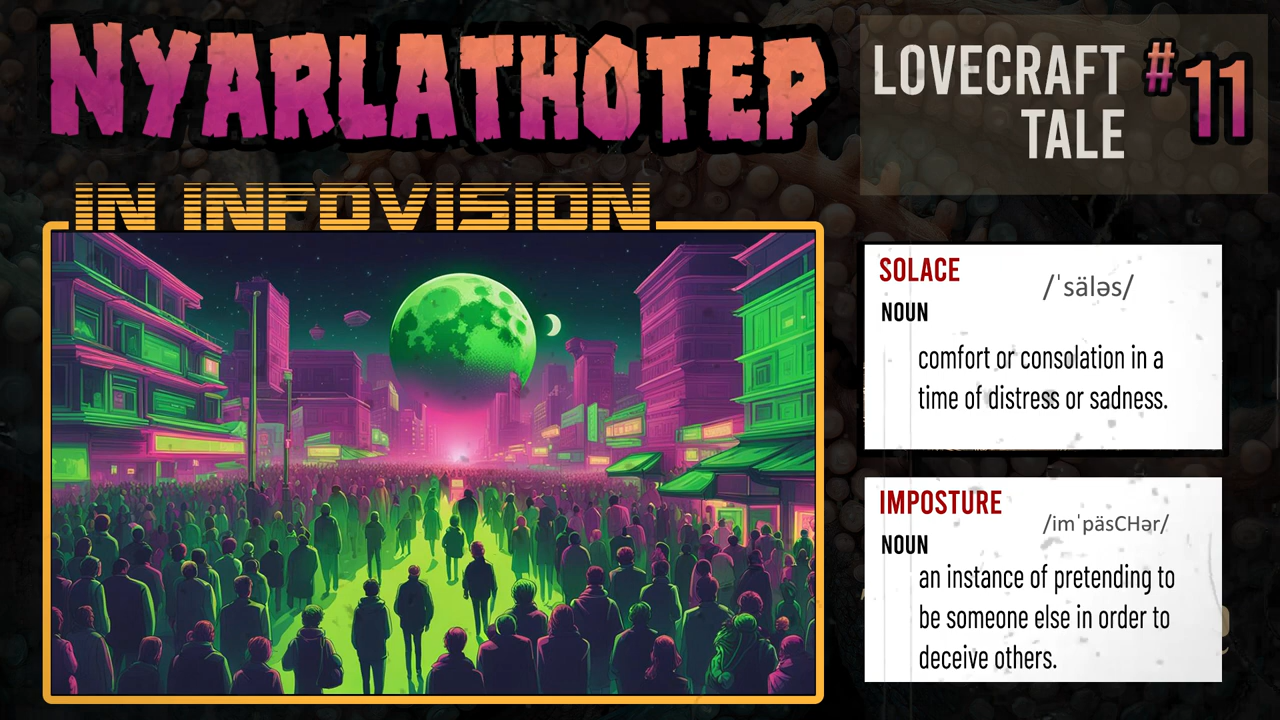 NYARLATHOTEP
LOVECRAFT
TALE
#11
IN INFOVISION
SOLACE
/ˈsäləs/
NOUN
comfort or consolation in a
time of distress or sadness.
IMPOSTURE
/imˈpäsCHər/
NOUN
an instance of pretending to
be someone else in order to
deceive others.